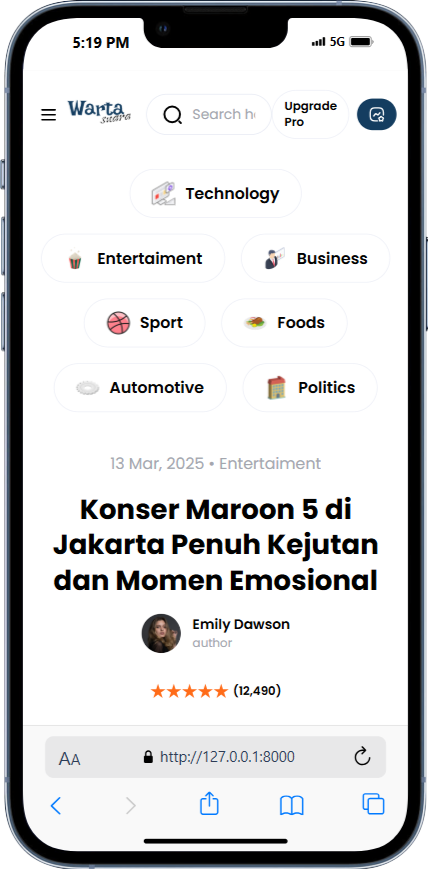 5:19 PM
5G
Warta
suara
Search h
Upgrade
Pro
Technology
Entertaiment
Business
Sport
Foods
Automotive
Politics
13 Mar, 2025 • Entertaiment
Konser Maroon 5 di
Jakarta Penuh Kejutan
dan Momen Emosional
Emily Dawson
author
(12,490)
AA
http://127.0.0.1:8000